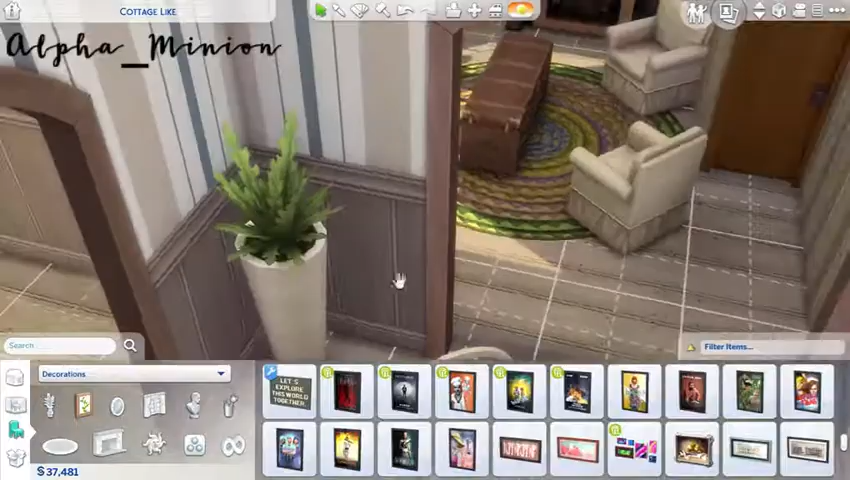 COTTAGE LIKE
Alpha_Minion
Search...
Filter Items...
Decorations
LET'S
EXPLORE
THIS WORLD
TOGETHER
$37,481